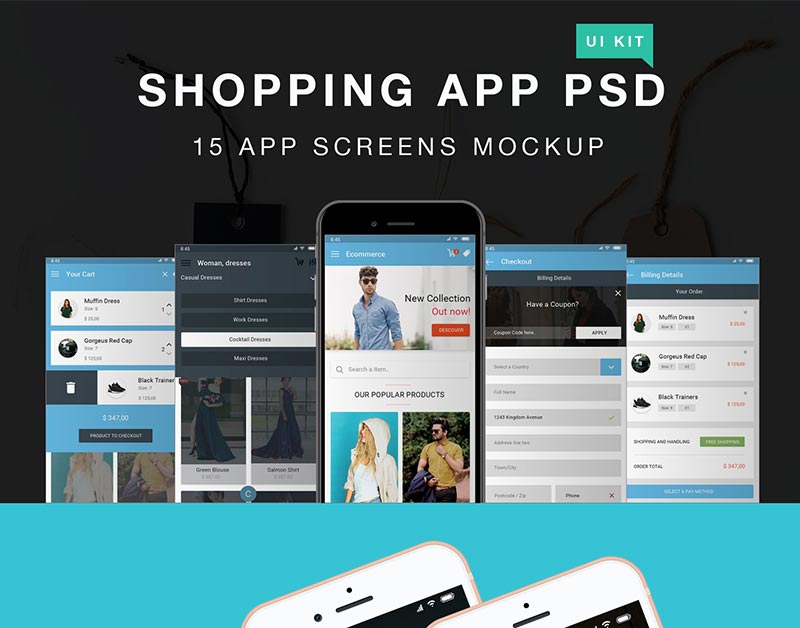 UI KIT
SHOPPING APP PSD
15 APP SCREENS MOCKUP
Your Cart
Muffin Dress
Size: S
$ 25,00
1
Gorgeus Red Cap
Size: 7
$ 125,00
2
Black Trainers
Size: 7
$ 125,00
$ 347,00
PRODUCT TO CHECKOUT
8:45
Woman, dresses
Casual Dresses
Shirt Dresses
Work Dresses
Cocktail Dresses
Maxi Dresses
Green Blouse
Salmon Shirt
$ 347,00
$ 347,00
C
8:45
Ecommerce
New Collection
Out now!
DESCOVER
Search a item..
OUR POPULAR PRODUCTS
8:45
Checkout
Billing Details
Have a Coupon?
Coupon Code here..
APPLY
Select a Country
Full Name
1243 Kingdom Avenue
Address line two
Town/City
Postcode / Zip
Phone
Billing Details
Your Order
Muffin Dress
Size: S
X1
$ 25,00
Gorgeus Red Cap
Size: 7
X2
$ 125,00
Black Trainers
Size: 7
X1
$ 125,00
SHOPPING AND HANDLING
FREE SHOPPING
ORDER TOTAL
$ 347,00
SELECT A PAY METHOD